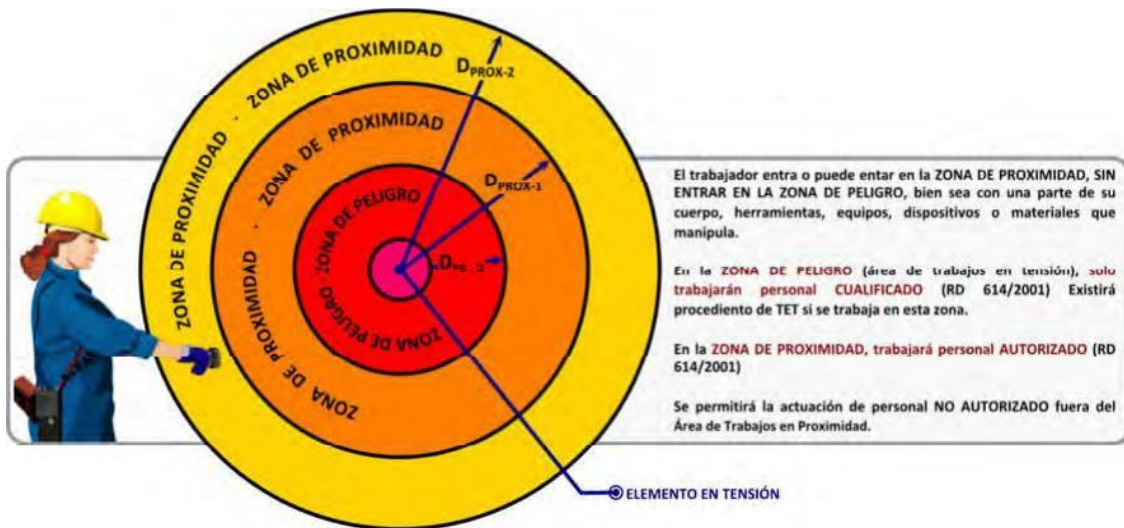 ZONA DE PROXIMIDAD · ZONA DE PROXIMIDAD
D PROX-2
ZONA DE PROXIMIDAD · ZONA DE PROXIMIDAD
D PROX-1
ZONA DE PELIGRO · ZONA DE PELIGRO
El trabajador entra o puede entar en la ZONA DE PROXIMIDAD, SIN
ENTRAR EN LA ZONA DE PELIGRO, bien sea con una parte de su
cuerpo, herramientas, equipos, dispositivos o materiales que
manipula.
En la ZONA DE PELIGRO (área de trabajos en tensión), solo
trabajarán personal CUALIFICADO (RD 614/2001) Existirá
procediento de TET si se trabaja en esta zona.
En la ZONA DE PROXIMIDAD, trabajará personal AUTORIZADO (RD
614/2001)
Se permitirá la actuación de personal NO AUTORIZADO fuera del
Área de Trabajos en Proximidad.
ELEMENTO EN TENSIÓN